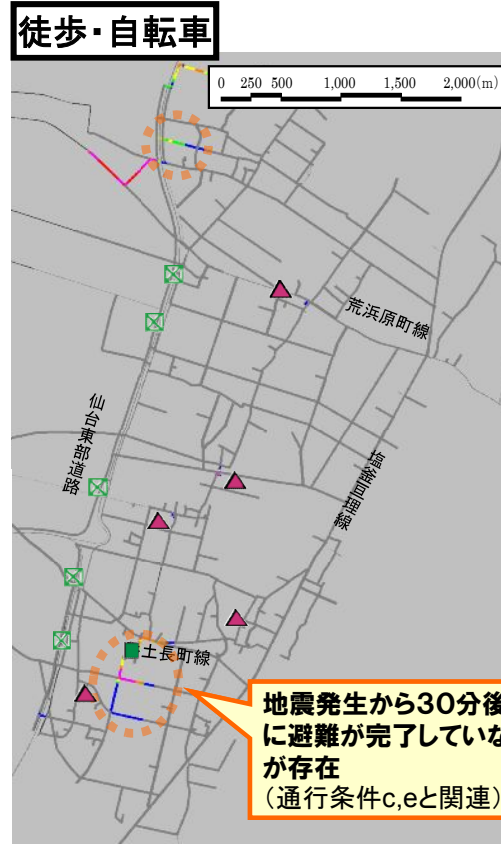 徒歩・自転車
0 250 500 1,000 1,500 2,000(m)
荒浜原町線
仙台東部道路
塩釜亘理線
土長町線
地震発生から30分後
に避難が完了していな
が存在
(通行条件c,eと関連)